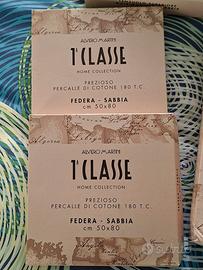 ALVIERO MARTINI
1ª CLASSE
HOME COLLECTION
PREZIOSO
PERCALLE DI COTONE 180 T.C.
FEDERA - SABBIA
cm 50x80
ALVIERO MARTINI
1ª CLASSE
HOME COLLECTION
PREZIOSO
PERCALLE DI COTONE 180 T.C.
FEDERA - SABBIA
cm 50x80
subito